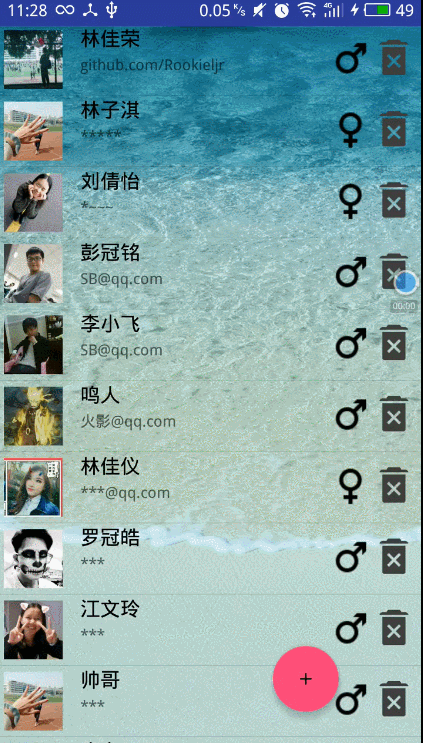 11:28
0.05 K/s
4G
49
林佳荣
github.com/Rookieljr
林子淇
*****
刘倩怡
*~~~
彭冠铭
SB@qq.com
00:00
李小飞
SB@qq.com
鸣人
火影@qq.com
林佳仪
***@qq.com
罗冠皓
***
江文玲
***
帅哥
***
+